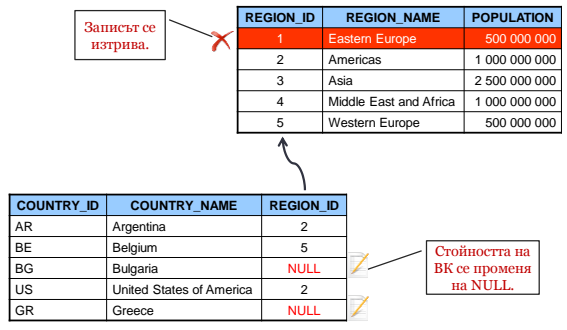 Записът се
изтрива.
REGION_ID REGION_NAME POPULATION
1 Eastern Europe 500 000 000
2 Americas 1 000 000 000
3 Asia 2 500 000 000
4 Middle East and Africa 1 000 000 000
5 Western Europe 500 000 000
COUNTRY_ID COUNTRY_NAME REGION_ID
AR Argentina 2
BE Belgium 5
BG Bulgaria NULL
US United States of America 2
GR Greece NULL
Стойността на
ВК се променя
на NULL.